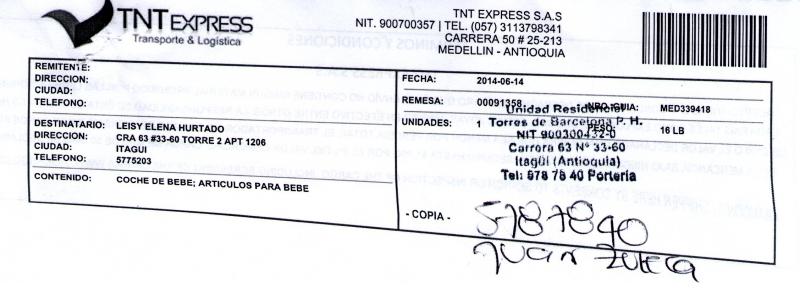 TNT EXPRESS
Transporte & Logística
TNT EXPRESS S.A.S
NIT. 900700357 | TEL. (057) 3113798341
CARRERA 50 # 25-213
MEDELLIN - ANTIOQUIA
REMITENTE:
DIRECCION:
CIUDAD:
TELEFONO:
DESTINATARIO: LEISY ELENA HURTADO
DIRECCION: CRA 63 #33-60 TORRE 2 APT 1206
CIUDAD: ITAGUI
TELEFONO: 5775203
CONTENIDO: COCHE DE BEBE; ARTICULOS PARA BEBE
FECHA: 2014-06-14
REMESA: 00091358 NRO. GUIA: MED339418
UNIDADES: 1 PESO: 16 LB
Unidad Residencial
Torres de Barcelona P. H.
NIT 900300432-0
Carrera 63 Nº 33-60
Itagüí (Antioquia)
Tel: 578 78 40 Portería
- COPIA -
5787840
Juan